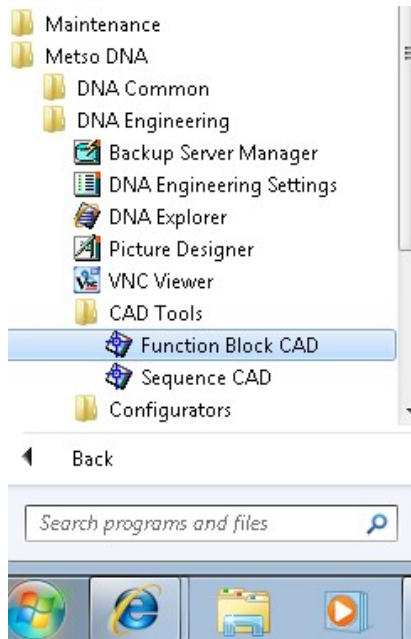 Maintenance
Metso DNA
DNA Common
DNA Engineering
Backup Server Manager
DNA Engineering Settings
DNA Explorer
Picture Designer
VNC Viewer
CAD Tools
Function Block CAD
Sequence CAD
Configurators
Back
Search programs and files